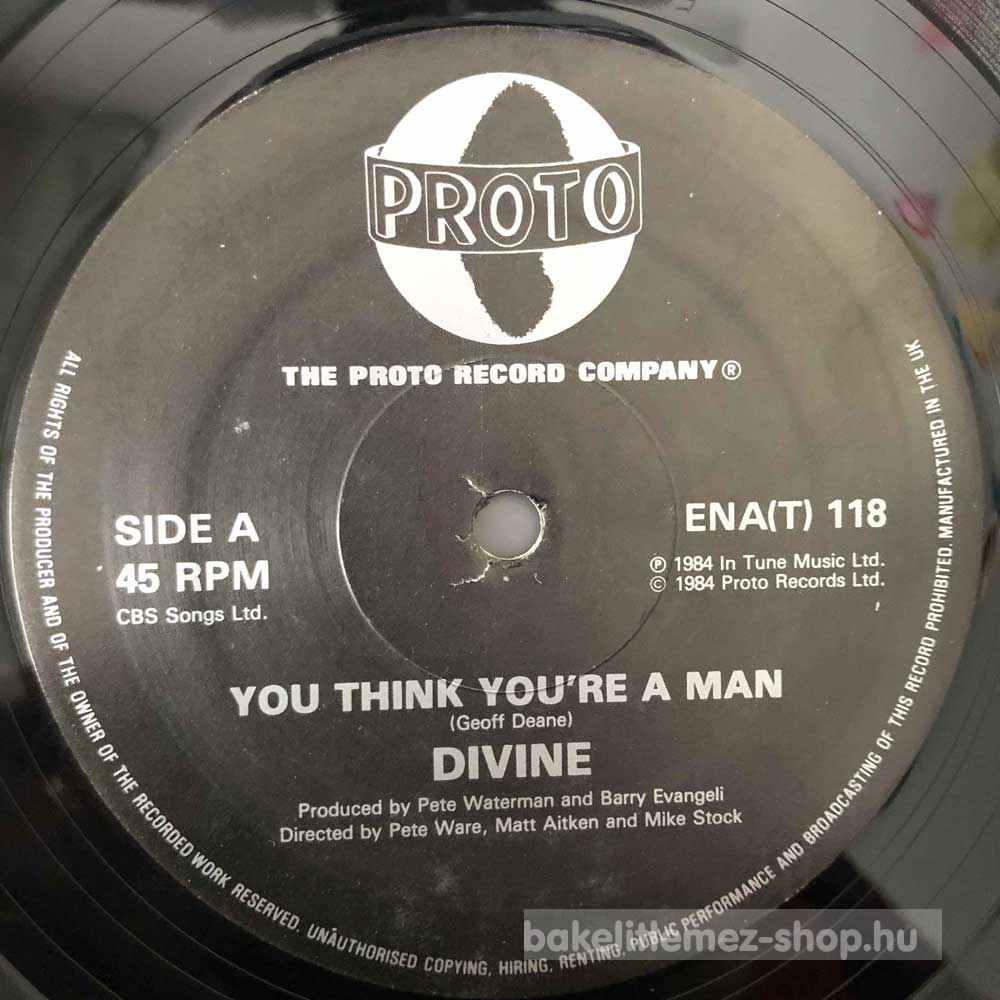 PROTO
THE PROTO RECORD COMPANY®
SIDE A
45 RPM
CBS Songs Ltd.
ENA(T) 118
℗ 1984 In Tune Music Ltd.
© 1984 Proto Records Ltd.
YOU THINK YOU'RE A MAN
(Geoff Deane)
DIVINE
Produced by Pete Waterman and Barry Evangeli
Directed by Pete Ware, Matt Aitken and Mike Stock
ALL RIGHTS OF THE PRODUCER AND OF THE OWNER OF THE RECORDED WORK RESERVED. UNAUTHORISED COPYING, HIRING, RENTING, PUBLIC PERFORMANCE AND BROADCASTING OF THIS RECORD PROHIBITED. MANUFACTURED IN THE UK
bakelitlemez-shop.hu